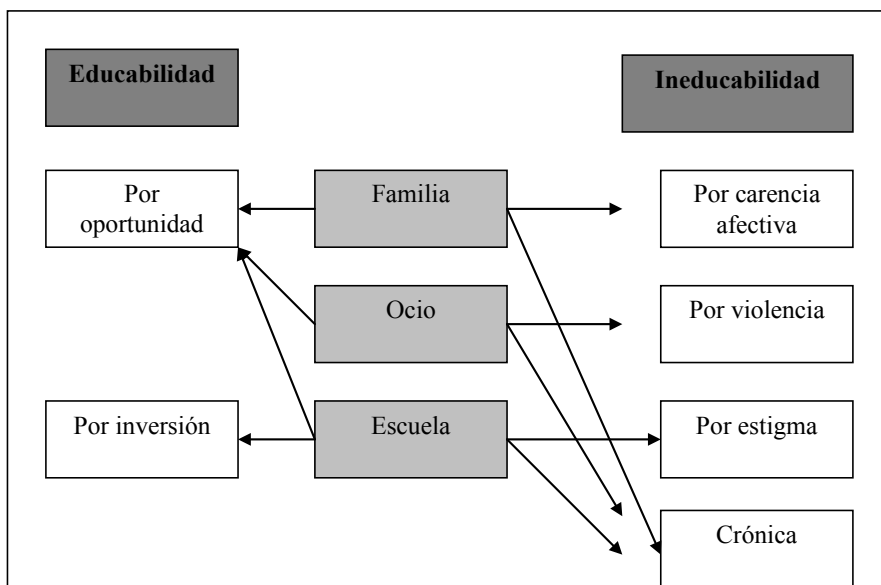 Educabilidad
Ineducabilidad
Por
oportunidad
Familia
Por carencia
afectiva
Ocio
Por violencia
Por inversión
Escuela
Por estigma
Crónica